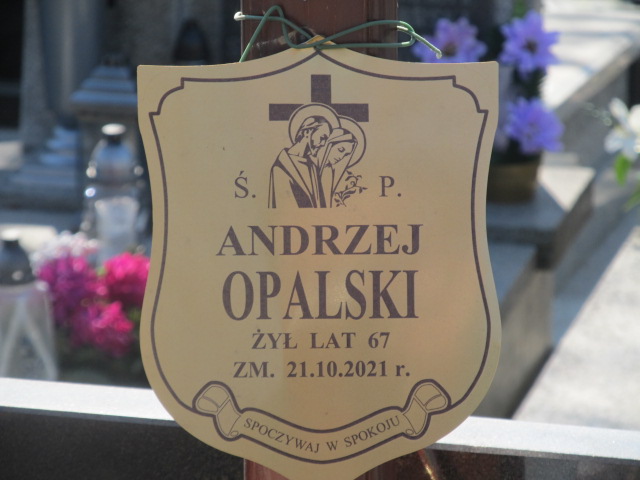 Ś. P.
ANDRZEJ
OPALSKI
ŻYŁ LAT 67
ZM. 21.10.2021 r.
SPOCZYWAJ W SPOKOJU